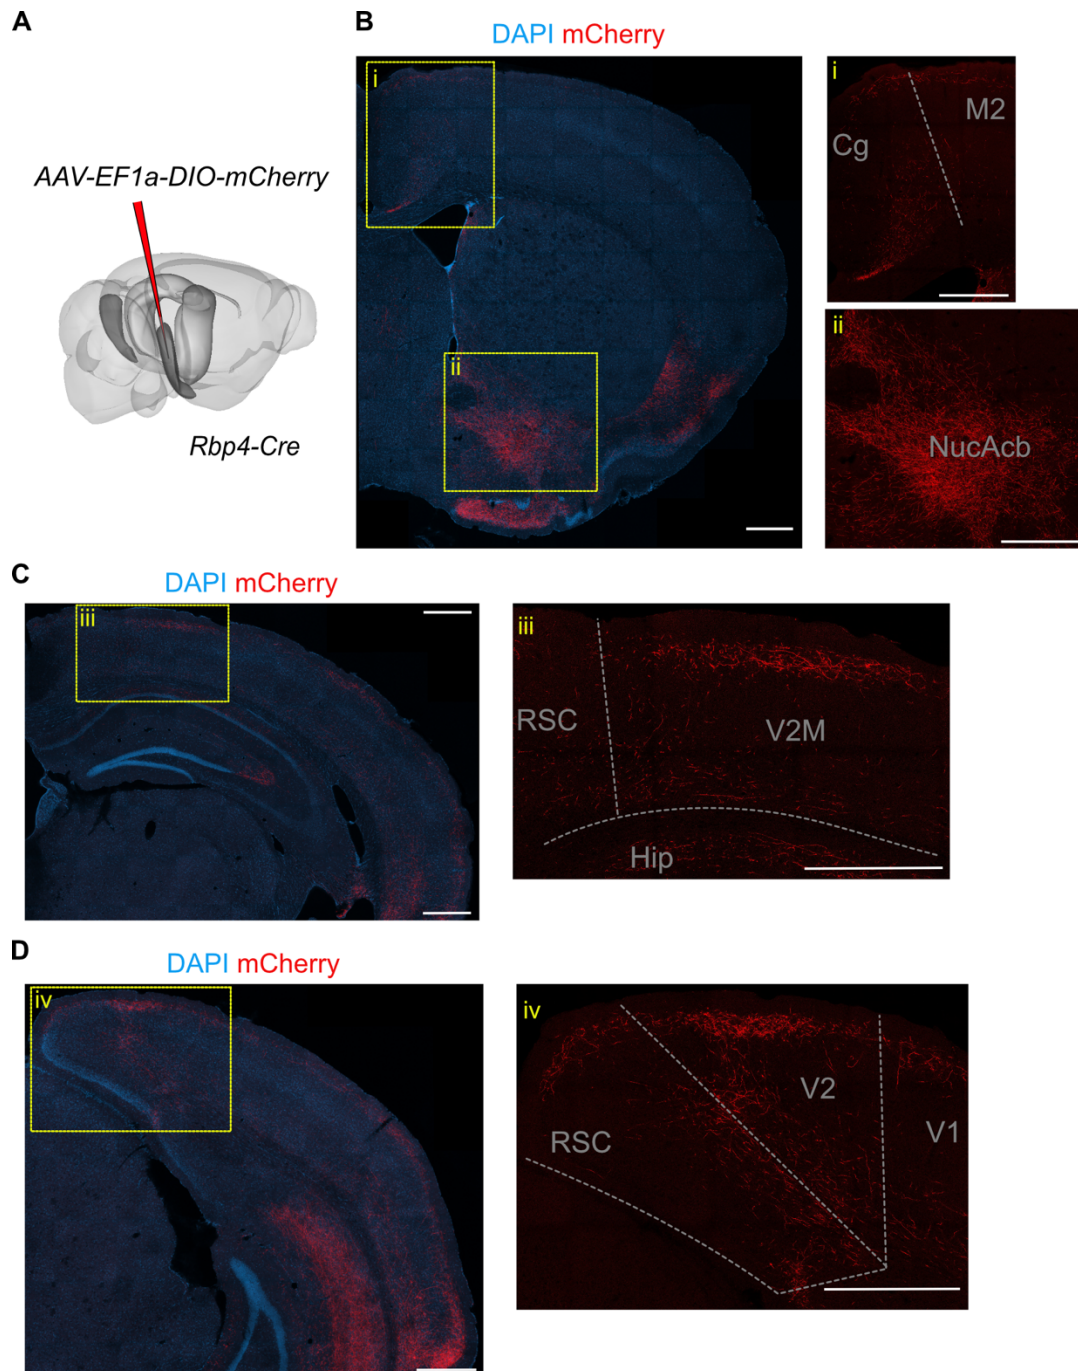 A
AAV-EF1a-DIO-mCherry
Rbp4-Cre
B
DAPI mCherry
i
ii
i
Cg
M2
ii
NucAcb
C
DAPI mCherry
iii
iii
RSC
V2M
Hip
D
DAPI mCherry
iv
iv
RSC
V2
V1